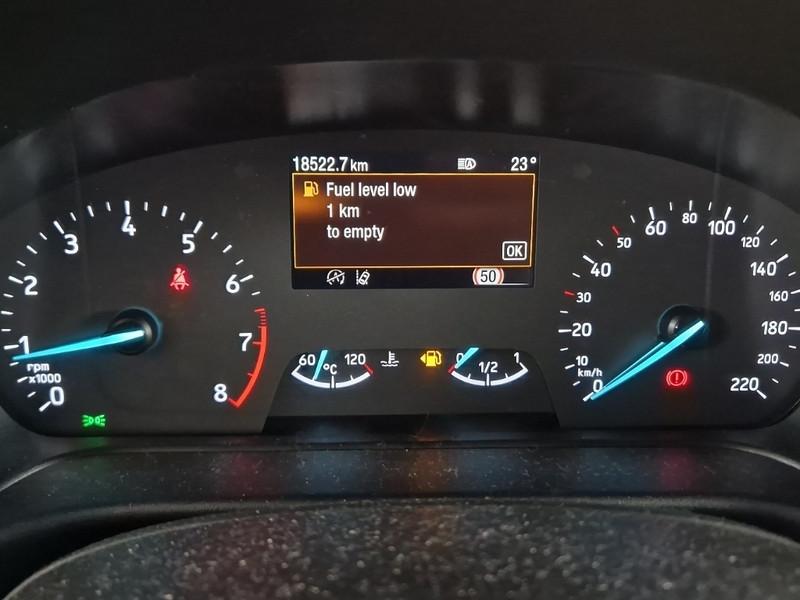 18522.7 km 23°
Fuel level low
1 km
to empty
OK
50
0 1 2 3 4 5 6 7 8
rpm
x1000
60 °C 120
0 1/2 1
0 10 20 30 40 50 60 80 100 120 140 160 180 200 220
km/h